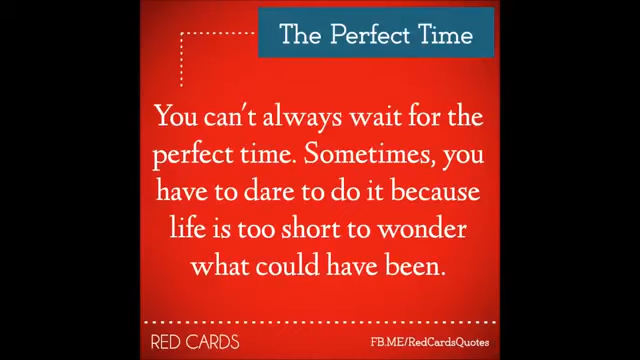 The Perfect Time
You can't always wait for the
perfect time. Sometimes, you
have to dare to do it because
life is too short to wonder
what could have been.
RED CARDS
FB.ME/RedCardsQuotes